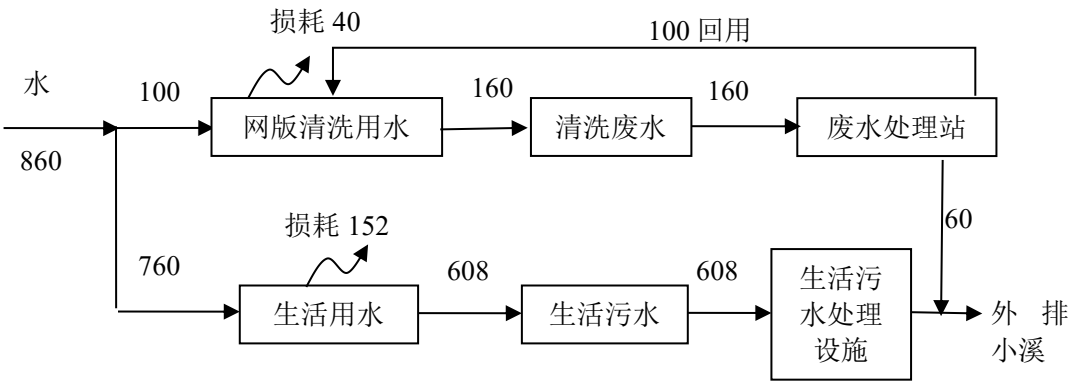 损耗 40
100 回用
水
100
160
160
网版清洗用水
清洗废水
废水处理站
860
损耗 152
60
760
608
608
生活用水
生活污水
生活污
水处理
设施
外 排
小溪